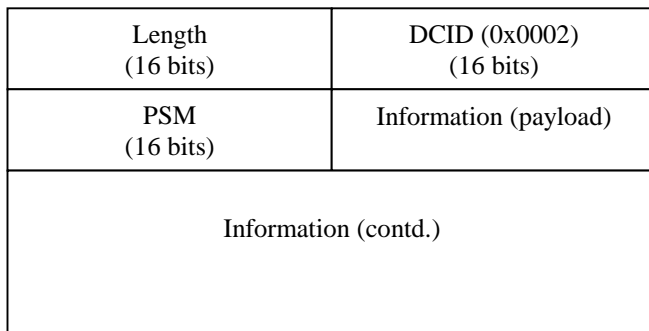 Length
(16 bits)
DCID (0x0002)
(16 bits)
PSM
(16 bits)
Information (payload)
Information (contd.)